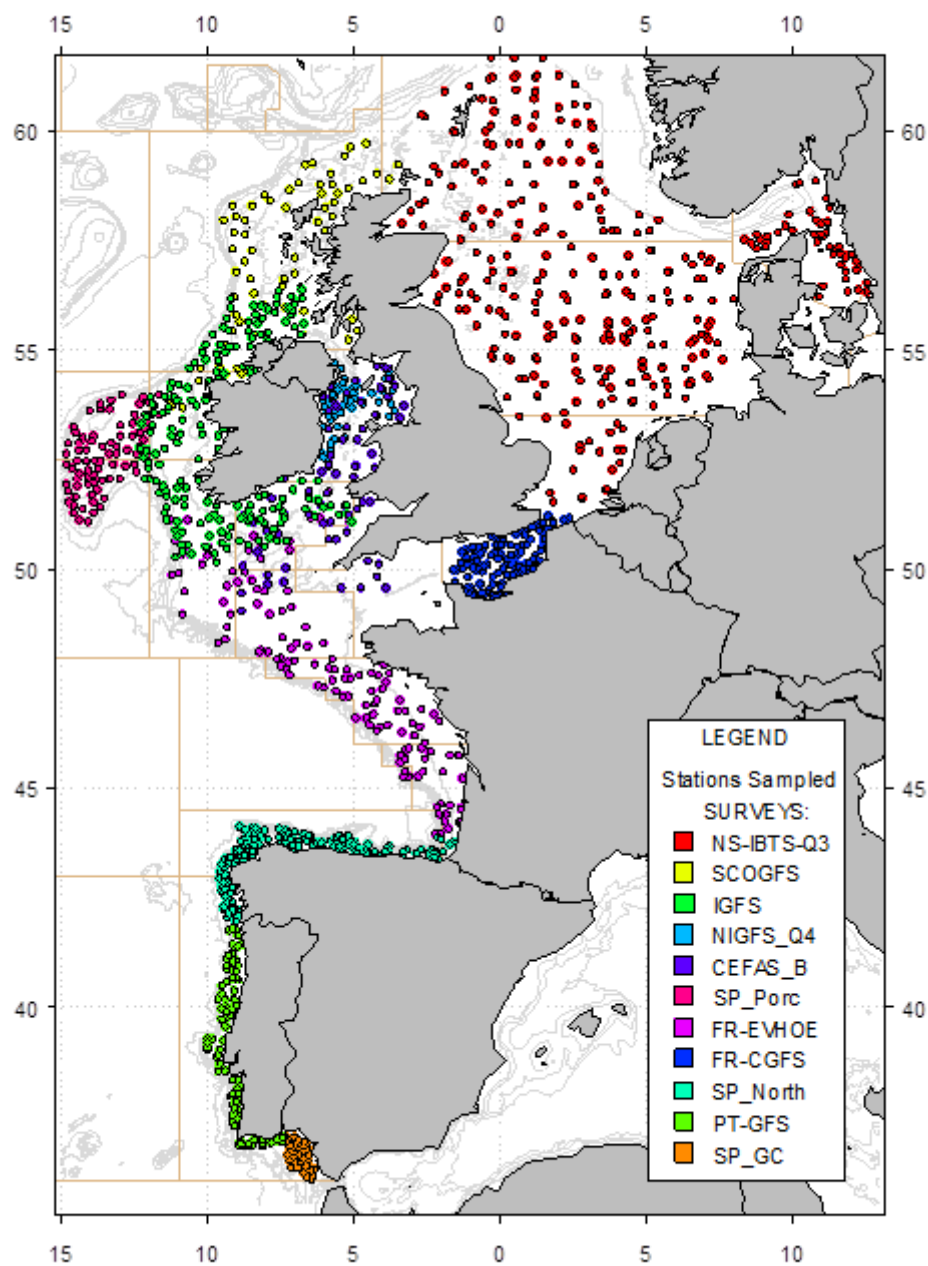 15 10 5 0 5 10
60 60
55 55
50 50
45 45
40 40
LEGEND
Stations Sampled
SURVEYS:
NS-IBTS-Q3
SCOGFS
IGFS
NIGFS_Q4
CEFAS_B
SP_Porc
FR-EVHOE
FR-CGFS
SP_North
PT-GFS
SP_GC
15 10 5 0 5 10